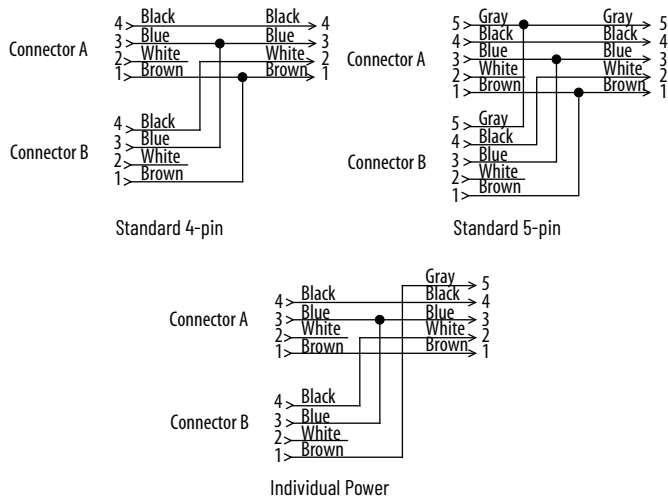 4 Black Black 4
3 Blue Blue 3
Connector A
2 White White 2
1 Brown Brown 1
4 Black
3 Blue
Connector B
2 White
1 Brown
Standard 4-pin
5 Gray Gray 5
4 Black Black 4
Connector A
3 Blue Blue 3
2 White White 2
1 Brown Brown 1
5 Gray
4 Black
Connector B
3 Blue
2 White
1 Brown
Standard 5-pin
Gray 5
4 Black Black 4
Connector A
3 Blue Blue 3
2 White White 2
1 Brown Brown 1
4 Black
Connector B
3 Blue
2 White
1 Brown
Individual Power